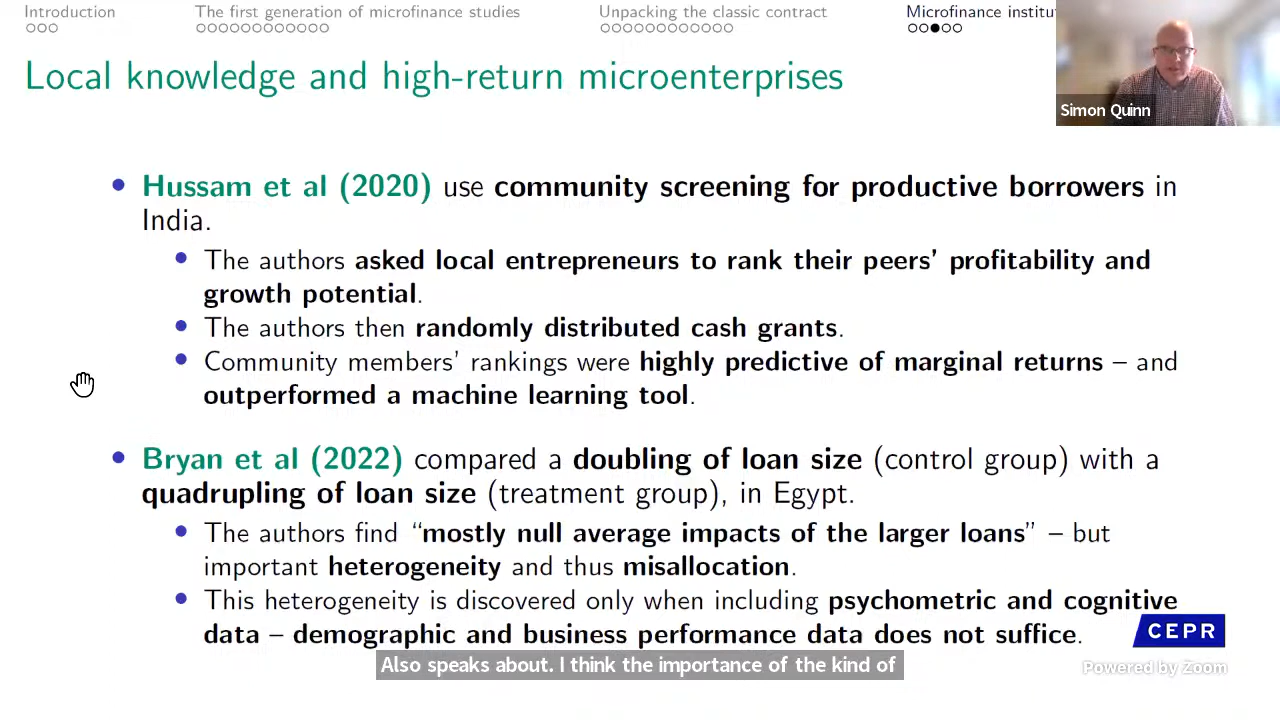 Introduction
The first generation of microfinance studies
Unpacking the classic contract
Microfinance institu
Local knowledge and high-return microenterprises
Simon Quinn
Hussam et al (2020) use community screening for productive borrowers in
India.
The authors asked local entrepreneurs to rank their peers' profitability and
growth potential.
The authors then randomly distributed cash grants.
Community members' rankings were highly predictive of marginal returns – and
outperformed a machine learning tool.
Bryan et al (2022) compared a doubling of loan size (control group) with a
quadrupling of loan size (treatment group), in Egypt.
The authors find “mostly null average impacts of the larger loans” – but
important heterogeneity and thus misallocation.
This heterogeneity is discovered only when including psychometric and cognitive
data – demographic and business performance data does not suffice.
CEPR
Also speaks about. I think the importance of the kind of
Powered by Zoom